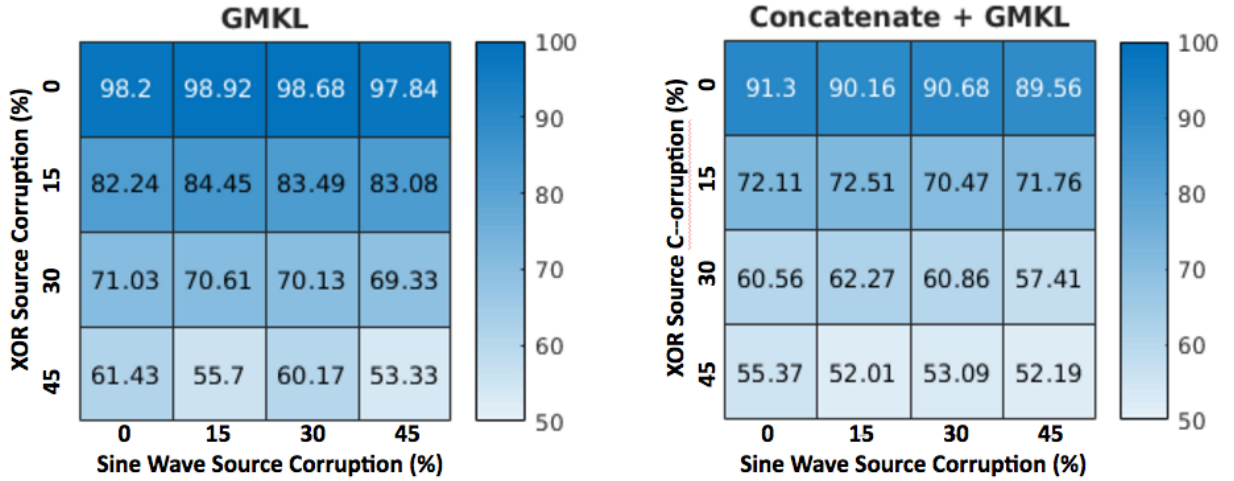 GMKL
XOR Source Corruption (%)
0
98.2 98.92 98.68 97.84
15
82.24 84.45 83.49 83.08
30
71.03 70.61 70.13 69.33
45
61.43 55.7 60.17 53.33
0 15 30 45
Sine Wave Source Corruption (%)
100
90
80
70
60
50
Concatenate + GMKL
XOR Source C--orruption (%)
0
91.3 90.16 90.68 89.56
15
72.11 72.51 70.47 71.76
30
60.56 62.27 60.86 57.41
45
55.37 52.01 53.09 52.19
0 15 30 45
Sine Wave Source Corruption (%)
100
90
80
70
60
50